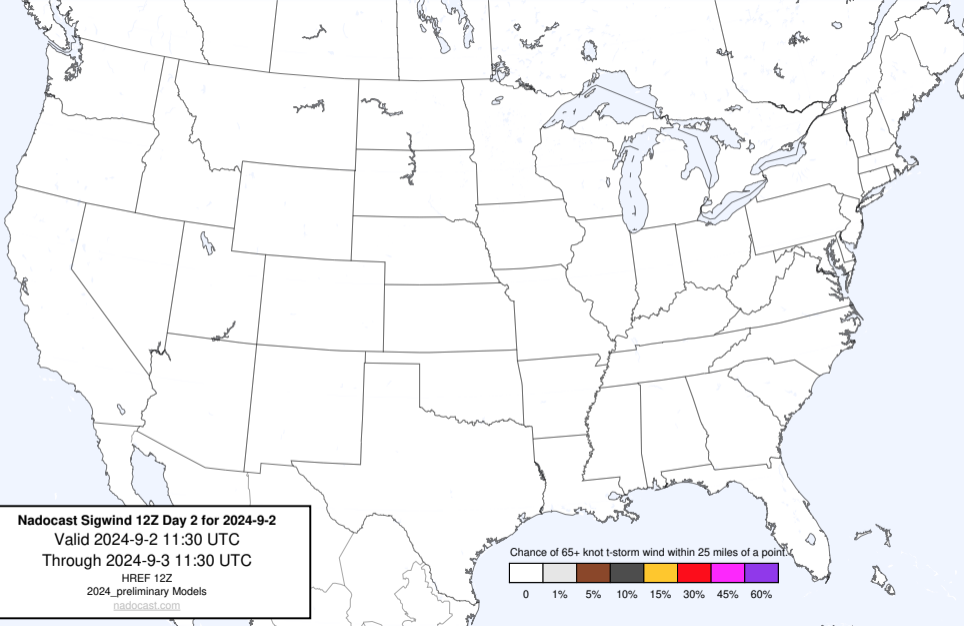 Nadocast Sigwind 12Z Day 2 for 2024-9-2
Valid 2024-9-2 11:30 UTC
Through 2024-9-3 11:30 UTC
HREF 12Z
2024_preliminary Models
nadocast.com
Chance of 65+ knot t-storm wind within 25 miles of a point.
0 1% 5% 10% 15% 30% 45% 60%